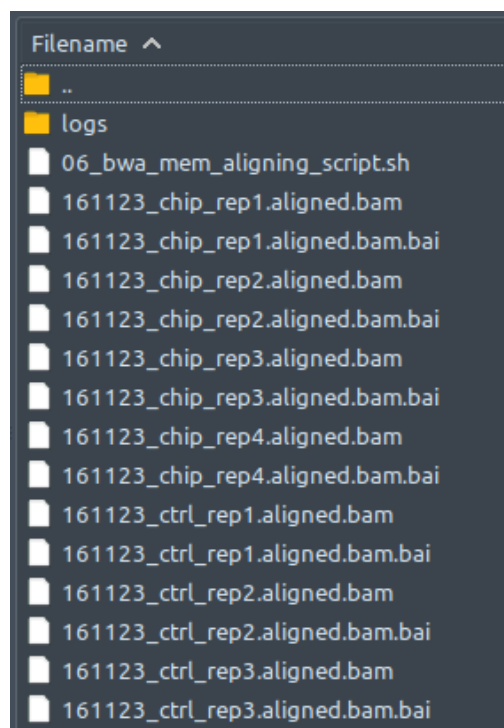 Filename
..
logs
06_bwa_mem_aligning_script.sh
161123_chip_rep1.aligned.bam
161123_chip_rep1.aligned.bam.bai
161123_chip_rep2.aligned.bam
161123_chip_rep2.aligned.bam.bai
161123_chip_rep3.aligned.bam
161123_chip_rep3.aligned.bam.bai
161123_chip_rep4.aligned.bam
161123_chip_rep4.aligned.bam.bai
161123_ctrl_rep1.aligned.bam
161123_ctrl_rep1.aligned.bam.bai
161123_ctrl_rep2.aligned.bam
161123_ctrl_rep2.aligned.bam.bai
161123_ctrl_rep3.aligned.bam
161123_ctrl_rep3.aligned.bam.bai